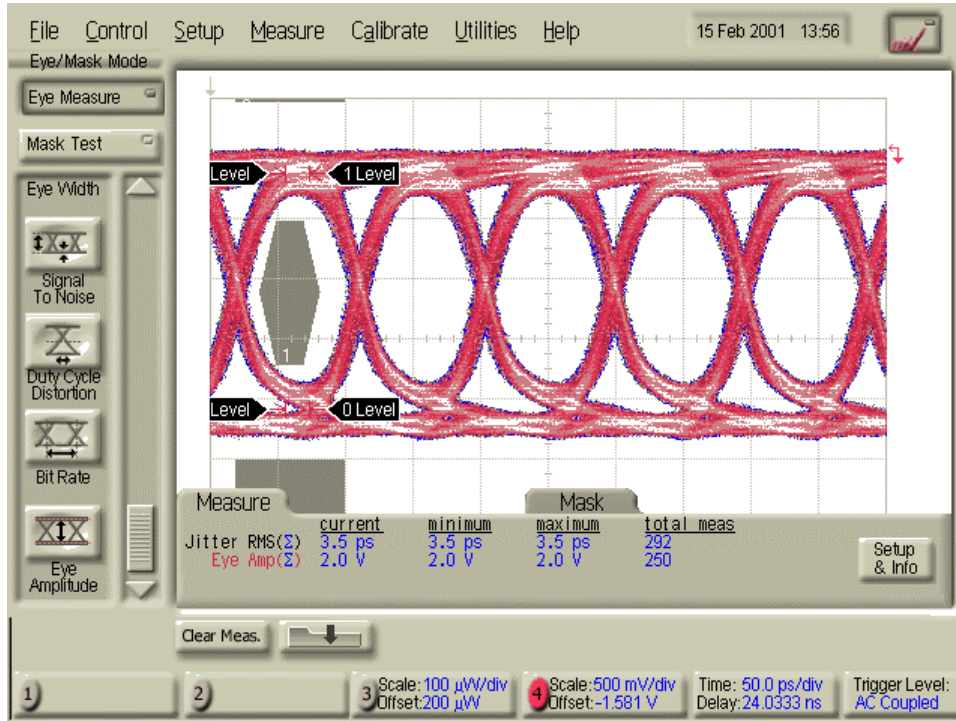 File Control Setup Measure Calibrate Utilities Help 15 Feb 2001 13:56
Eye/Mask Mode
Eye Measure
Mask Test
Eye Width
Signal
To Noise
Duty Cycle
Distortion
Bit Rate
Eye
Amplitude
Level 1 Level
1
Level 0 Level
Measure Mask
current minimum maximum total meas
Jitter RMS(Σ) 3.5 ps 3.5 ps 3.5 ps 292
Eye Amp(Σ) 2.0 V 2.0 V 2.0 V 250
Setup
& Info
Clear Meas.
1
2
3 Scale:100 µW/div
Offset:200 µW
4 Scale:500 mV/div
Offset:-1.581 V
Time: 50.0 ps/div
Delay:24.0333 ns
Trigger Level:
AC Coupled